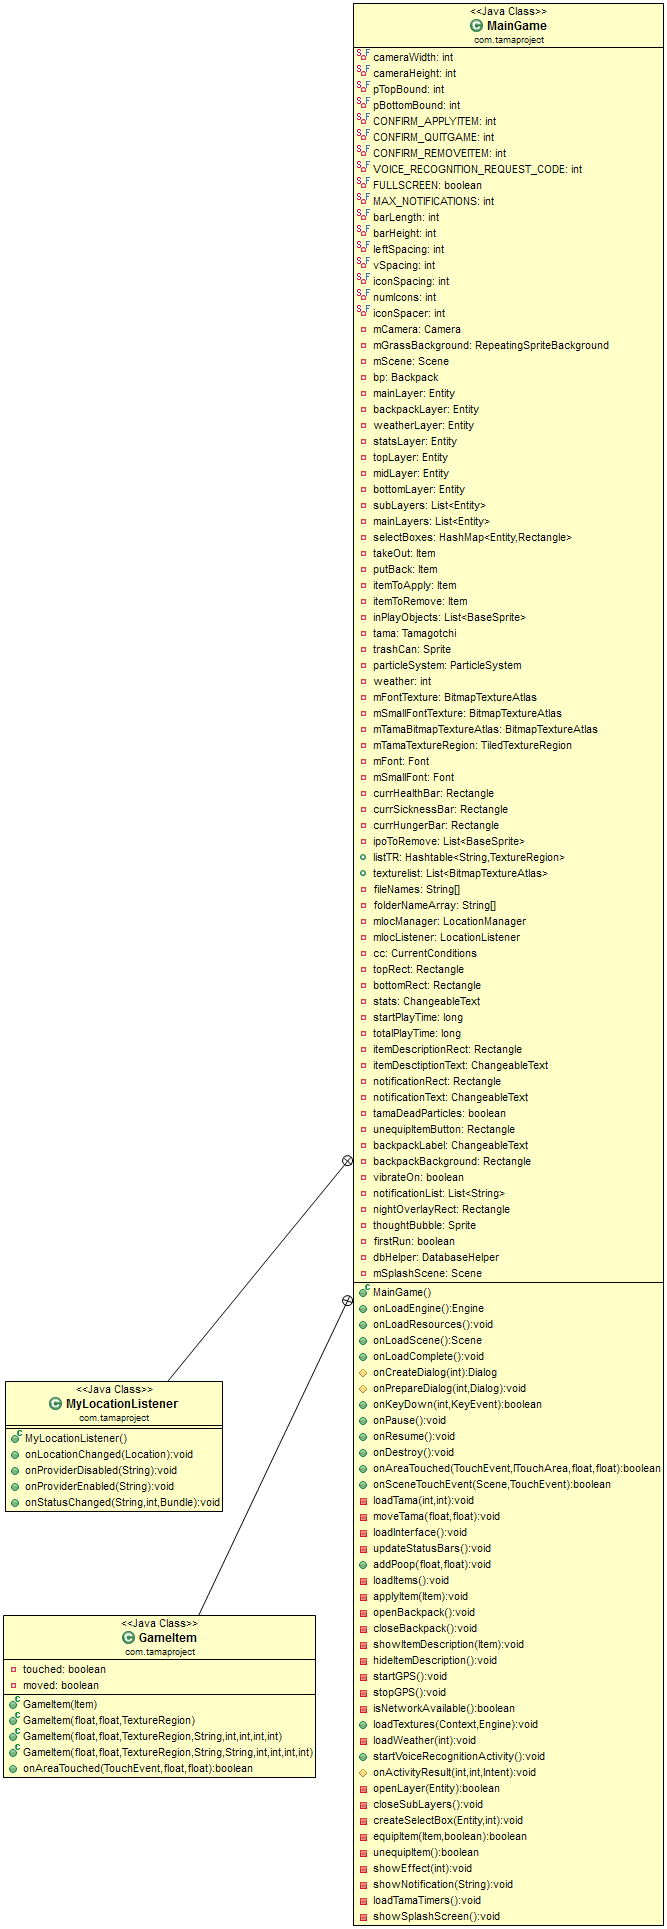 <<Java Class>>
MainGame
com.tamaproject
cameraWidth: int
cameraHeight: int
pTopBound: int
pBottomBound: int
CONFIRM_APPLYITEM: int
CONFIRM_QUITGAME: int
CONFIRM_REMOVEITEM: int
VOICE_RECOGNITION_REQUEST_CODE: int
FULLSCREEN: boolean
MAX_NOTIFICATIONS: int
barLength: int
barHeight: int
leftSpacing: int
vSpacing: int
iconSpacing: int
numIcons: int
iconSpacer: int
mCamera: Camera
mGrassBackground: RepeatingSpriteBackground
mScene: Scene
bp: Backpack
mainLayer: Entity
backpackLayer: Entity
weatherLayer: Entity
statsLayer: Entity
topLayer: Entity
midLayer: Entity
bottomLayer: Entity
subLayers: List<Entity>
mainLayers: List<Entity>
selectBoxes: HashMap<Entity,Rectangle>
takeOut: Item
putBack: Item
itemToApply: Item
itemToRemove: Item
inPlayObjects: List<BaseSprite>
tama: Tamagotchi
trashCan: Sprite
particleSystem: ParticleSystem
weather: int
mFontTexture: BitmapTextureAtlas
mSmallFontTexture: BitmapTextureAtlas
mTamaBitmapTextureAtlas: BitmapTextureAtlas
mTamaTextureRegion: TiledTextureRegion
mFont: Font
mSmallFont: Font
currHealthBar: Rectangle
currSicknessBar: Rectangle
currHungerBar: Rectangle
ipoToRemove: List<BaseSprite>
listTR: Hashtable<String,TextureRegion>
texturelist: List<BitmapTextureAtlas>
fileNames: String[]
folderNameArray: String[]
mlocManager: LocationManager
mlocListener: LocationListener
cc: CurrentConditions
topRect: Rectangle
bottomRect: Rectangle
stats: ChangeableText
startPlayTime: long
totalPlayTime: long
itemDescriptionRect: Rectangle
itemDesctiptionText: ChangeableText
notificationRect: Rectangle
notificationText: ChangeableText
tamaDeadParticles: boolean
unequipItemButton: Rectangle
backpackLabel: ChangeableText
backpackBackground: Rectangle
vibrateOn: boolean
notificationList: List<String>
nightOverlayRect: Rectangle
thoughtBubble: Sprite
firstRun: boolean
dbHelper: DatabaseHelper
mSplashScene: Scene
MainGame()
onLoadEngine():Engine
onLoadResources():void
onLoadScene():Scene
onLoadComplete():void
onCreateDialog(int):Dialog
onPrepareDialog(int,Dialog):void
onKeyDown(int,KeyEvent):boolean
onPause():void
onResume():void
onDestroy():void
onAreaTouched(TouchEvent,ITouchArea,float,float):boolean
onSceneTouchEvent(Scene,TouchEvent):boolean
loadTama(int,int):void
moveTama(float,float):void
loadInterface():void
updateStatusBars():void
addPoop(float,float):void
loadItems():void
applyItem(Item):void
openBackpack():void
closeBackpack():void
showItemDescription(Item):void
hideItemDescription():void
startGPS():void
stopGPS():void
isNetworkAvailable():boolean
loadTextures(Context,Engine):void
loadWeather(int):void
startVoiceRecognitionActivity():void
onActivityResult(int,int,Intent):void
openLayer(Entity):boolean
closeSubLayers():void
createSelectBox(Entity,int):void
equipItem(Item,boolean):boolean
unequipItem():boolean
showEffect(int):void
showNotification(String):void
loadTamaTimers():void
showSplashScreen():void
<<Java Class>>
MyLocationListener
com.tamaproject
MyLocationListener()
onLocationChanged(Location):void
onProviderDisabled(String):void
onProviderEnabled(String):void
onStatusChanged(String,int,Bundle):void
<<Java Class>>
GameItem
com.tamaproject
touched: boolean
moved: boolean
GameItem(Item)
GameItem(float,float,TextureRegion)
GameItem(float,float,TextureRegion,String,int,int,int,int)
GameItem(float,float,TextureRegion,String,String,int,int,int,int)
onAreaTouched(TouchEvent,float,float):boolean